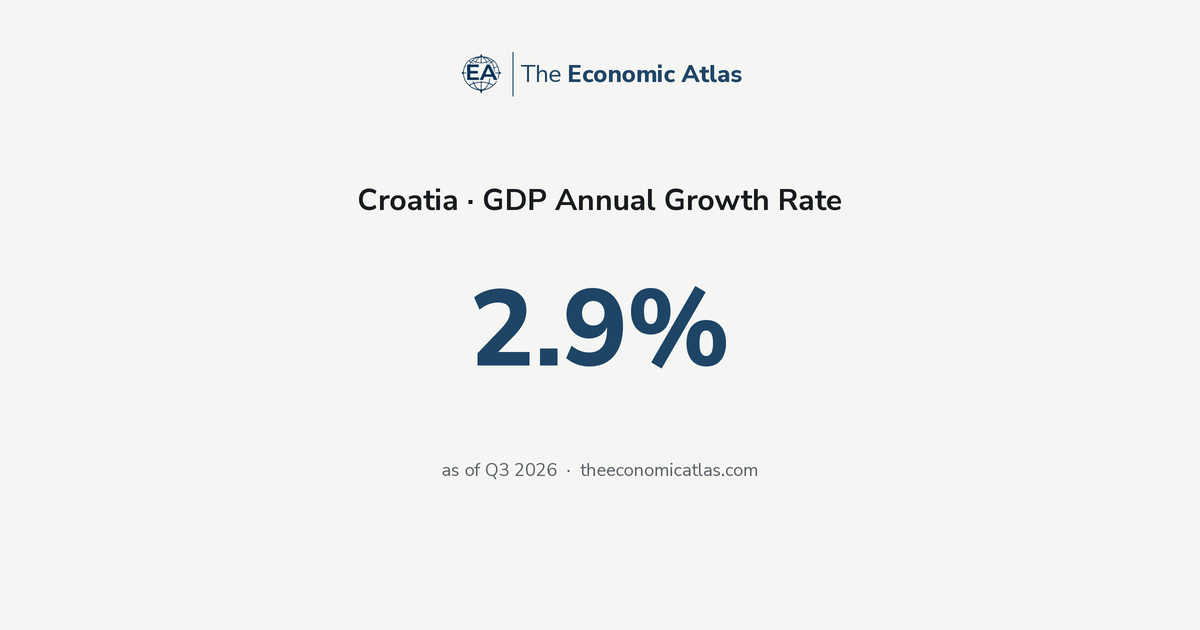 EA The Economic Atlas
Croatia · GDP Annual Growth Rate
2.9%
as of Q3 2026 · theeconomicatlas.com